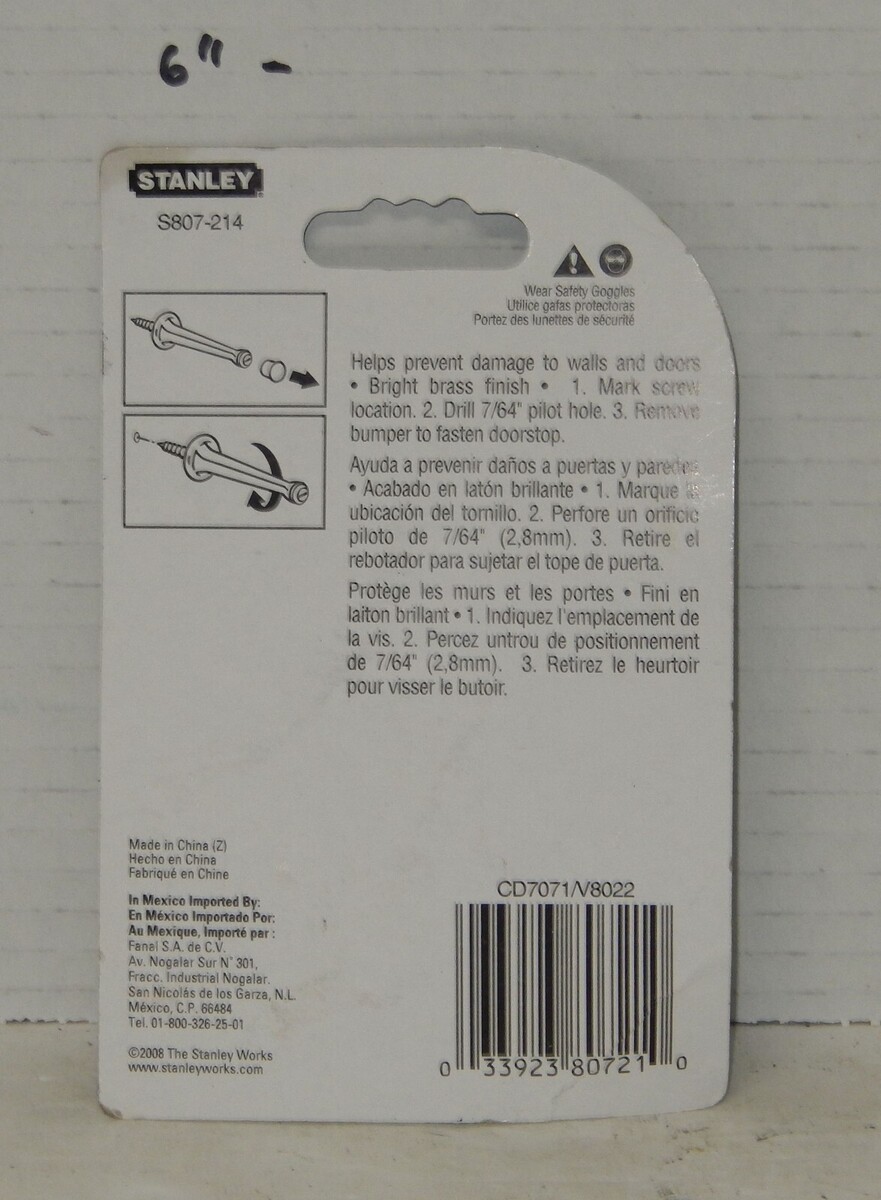 6" -
STANLEY
S807-214
Wear Safety Goggles
Utilice gafas protectoras
Portez des lunettes de sécurité
Helps prevent damage to walls and doors
• Bright brass finish • 1. Mark screw
location. 2. Drill 7/64" pilot hole. 3. Remove
bumper to fasten doorstop.
Ayuda a prevenir daños a puertas y paredes
• Acabado en latón brillante • 1. Marque la
ubicación del tornillo. 2. Perfore un orificio
piloto de 7/64" (2,8mm). 3. Retire el
rebotador para sujetar el tope de puerta.
Protège les murs et les portes • Fini en
laiton brillant • 1. Indiquez l'emplacement de
la vis. 2. Percez untrou de positionnement
de 7/64" (2,8mm). 3. Retirez le heurtoir
pour visser le butoir.
Made in China (Z)
Hecho en China
Fabriqué en Chine
In Mexico Imported By:
En México Importado Por:
Au Mexique, Importé par :
Fanal S.A. de C.V.
Av. Nogalar Sur N° 301,
Fracc. Industrial Nogalar.
San Nicolás de los Garza, N.L.
México, C.P. 66484
Tel. 01-800-326-25-01
©2008 The Stanley Works
www.stanleyworks.com
CD7071/V8022
0 33923 80721 0